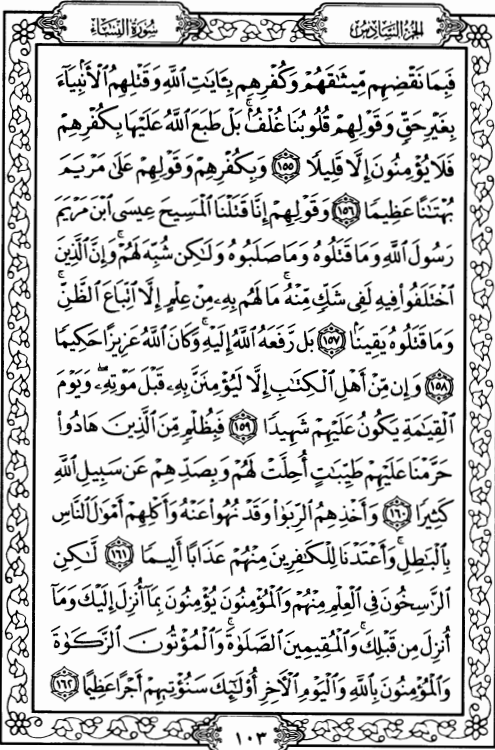 الجزء السادس
سورة النساء
فَبِمَا نَقْضِهِم مِّيثَٰقَهُمْ وَكُفْرِهِم بِـَٔايَٰتِ ٱللَّهِ وَقَتْلِهِمُ ٱلْأَنۢبِيَآءَ
بِغَيْرِ حَقٍّ وَقَوْلِهِمْ قُلُوبُنَا غُلْفٌۢ ۚ بَلْ طَبَعَ ٱللَّهُ عَلَيْهَا بِكُفْرِهِمْ
فَلَا يُؤْمِنُونَ إِلَّا قَلِيلًا ١٥٥ وَبِكُفْرِهِمْ وَقَوْلِهِمْ عَلَىٰ مَرْيَمَ
بُهْتَٰنًا عَظِيمًا ١٥٦ وَقَوْلِهِمْ إِنَّا قَتَلْنَا ٱلْمَسِيحَ عِيسَى ٱبْنَ مَرْيَمَ
رَسُولَ ٱللَّهِ وَمَا قَتَلُوهُ وَمَا صَلَبُوهُ وَلَٰكِن شُبِّهَ لَهُمْ ۚ وَإِنَّ ٱلَّذِينَ
ٱخْتَلَفُوا۟ فِيهِ لَفِى شَكٍّ مِّنْهُ ۚ مَا لَهُم بِهِۦ مِنْ عِلْمٍ إِلَّا ٱتِّبَاعَ ٱلظَّنِّ ۚ
وَمَا قَتَلُوهُ يَقِينًۢا ١٥٧ بَل رَّفَعَهُ ٱللَّهُ إِلَيْهِ ۚ وَكَانَ ٱللَّهُ عَزِيزًا حَكِيمًا
١٥٨ وَإِن مِّنْ أَهْلِ ٱلْكِتَٰبِ إِلَّا لَيُؤْمِنَنَّ بِهِۦ قَبْلَ مَوْتِهِۦ ۖ وَيَوْمَ
ٱلْقِيَٰمَةِ يَكُونُ عَلَيْهِمْ شَهِيدًا ١٥٩ فَبِظُلْمٍ مِّنَ ٱلَّذِينَ هَادُوا۟
حَرَّمْنَا عَلَيْهِمْ طَيِّبَٰتٍ أُحِلَّتْ لَهُمْ وَبِصَدِّهِمْ عَن سَبِيلِ ٱللَّهِ
كَثِيرًا ١٦٠ وَأَخْذِهِمُ ٱلرِّبَوٰا۟ وَقَدْ نُهُوا۟ عَنْهُ وَأَكْلِهِمْ أَمْوَٰلَ ٱلنَّاسِ
بِٱلْبَٰطِلِ ۚ وَأَعْتَدْنَا لِلْكَٰفِرِينَ مِنْهُمْ عَذَابًا أَلِيمًا ١٦١ لَّٰكِنِ
ٱلرَّٰسِخُونَ فِى ٱلْعِلْمِ مِنْهُمْ وَٱلْمُؤْمِنُونَ يُؤْمِنُونَ بِمَآ أُنزِلَ إِلَيْكَ وَمَآ
أُنزِلَ مِن قَبْلِكَ ۚ وَٱلْمُقِيمِينَ ٱلصَّلَوٰةَ ۚ وَٱلْمُؤْتُونَ ٱلزَّكَوٰةَ
وَٱلْمُؤْمِنُونَ بِٱللَّهِ وَٱلْيَوْمِ ٱلْءَاخِرِ أُو۟لَٰٓئِكَ سَنُؤْتِيهِمْ أَجْرًا عَظِيمًا ١٦٢
١٠٣